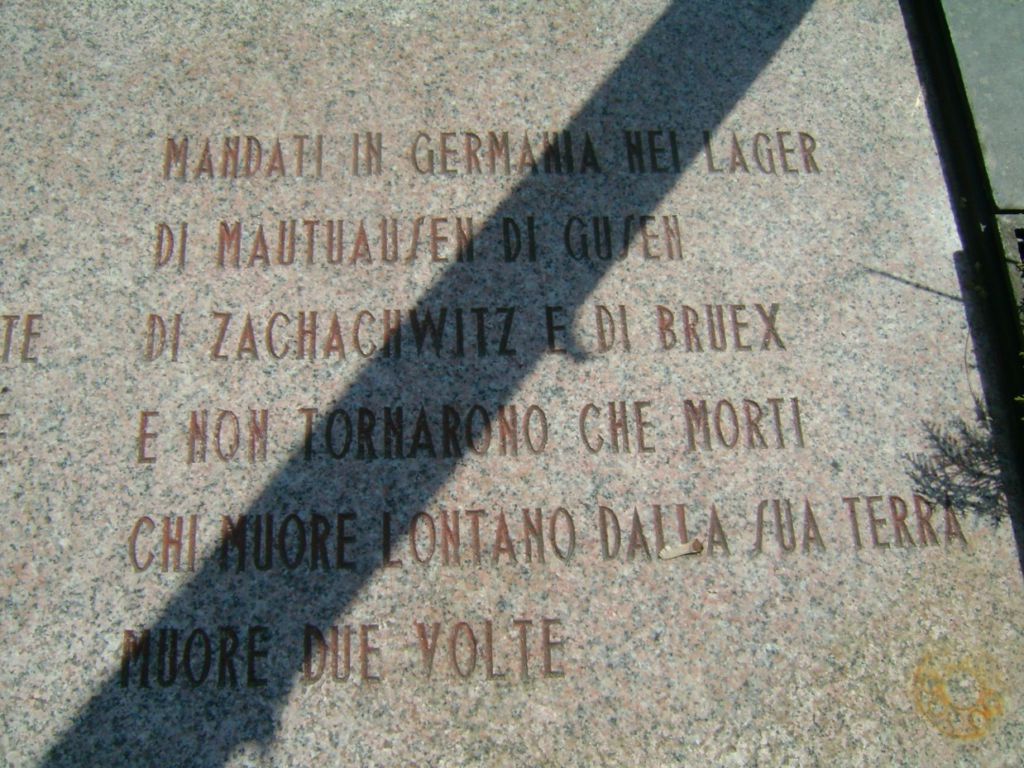 MANDATI IN GERMANIA NEI LAGER
DI MAUTUAUSEN DI GUSEN
TE DI ZACHACHWITZ E DI BRUEX
E NON TORNARONO CHE MORTI
CHI MUORE LONTANO DALLA SUA TERRA
MUORE DUE VOLTE